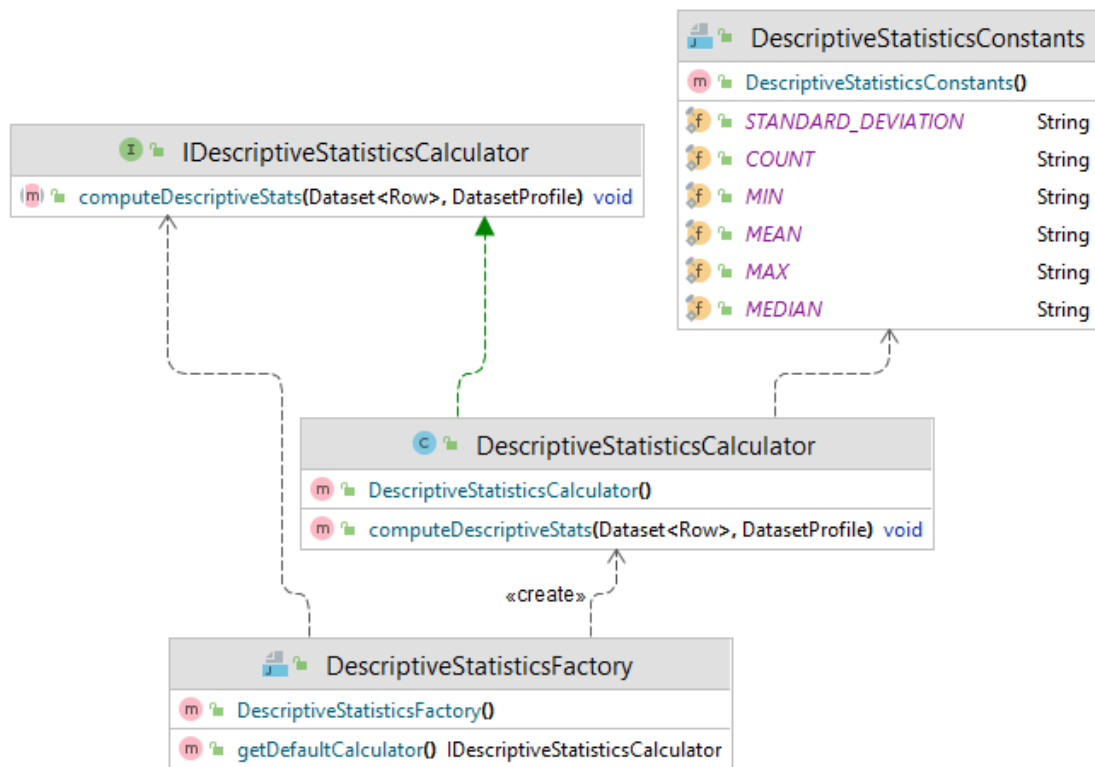 DescriptiveStatisticsConstants
DescriptiveStatisticsConstants()
STANDARD_DEVIATION String
COUNT String
MIN String
MEAN String
MAX String
MEDIAN String
IDescriptiveStatisticsCalculator
computeDescriptiveStats(Dataset<Row>, DatasetProfile) void
DescriptiveStatisticsCalculator
DescriptiveStatisticsCalculator()
computeDescriptiveStats(Dataset<Row>, DatasetProfile) void
«create»
DescriptiveStatisticsFactory
DescriptiveStatisticsFactory()
getDefaultCalculator() IDescriptiveStatisticsCalculator